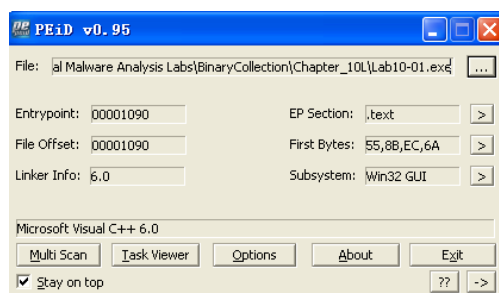 PEiD v0.95
File: al Malware Analysis Labs\BinaryCollection\Chapter_10L\Lab10-01.exe ...
Entrypoint: 00001090 EP Section: .text >
File Offset: 00001090 First Bytes: 55,8B,EC,6A >
Linker Info: 6.0 Subsystem: Win32 GUI >
Microsoft Visual C++ 6.0
Multi Scan Task Viewer Options About Exit
Stay on top ?? ->